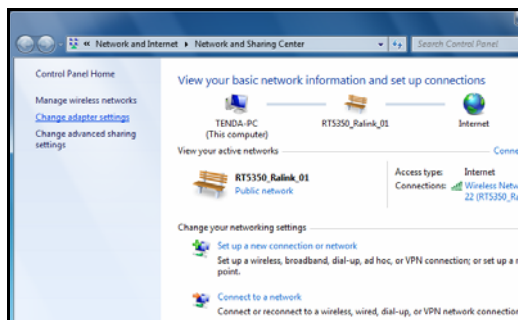 « Network and Internet ▸ Network and Sharing Center
Search Control Panel
Control Panel Home
Manage wireless networks
Change adapter settings
Change advanced sharing
settings
View your basic network information and set up connections
TENDA-PC
(This computer)
RT5350_Ralink_01
Internet
View your active networks
RT5350_Ralink_01
Public network
Access type: Internet
Connections: Wireless
22
Change your networking settings
Set up a new connection or network
Set up a wireless, broadband, dial-up, ad hoc, or VPN connection; or set up a
point.
Connect to a network
Connect or reconnect to a wireless, wired, dial-up, or VPN network connection